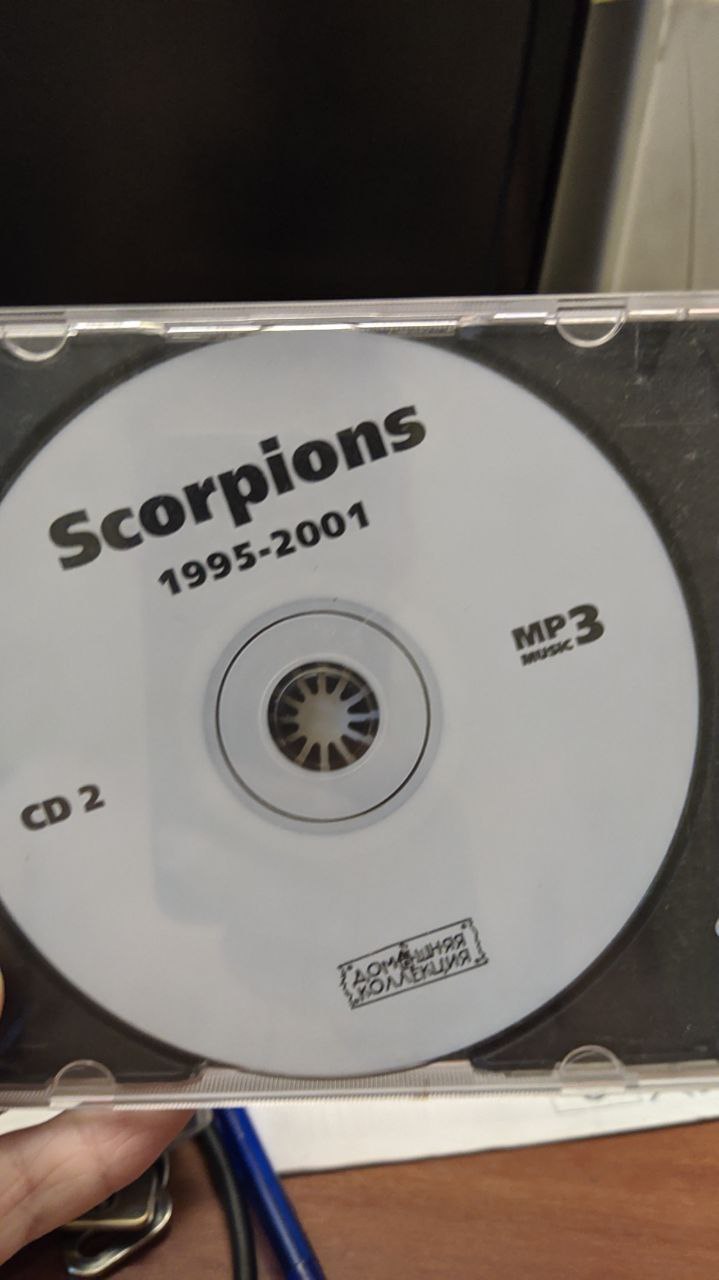 Scorpions
1995-2001
MP3
MUSIC
CD 2
ДОМАШНЯЯ
КОЛЛЕКЦИЯ